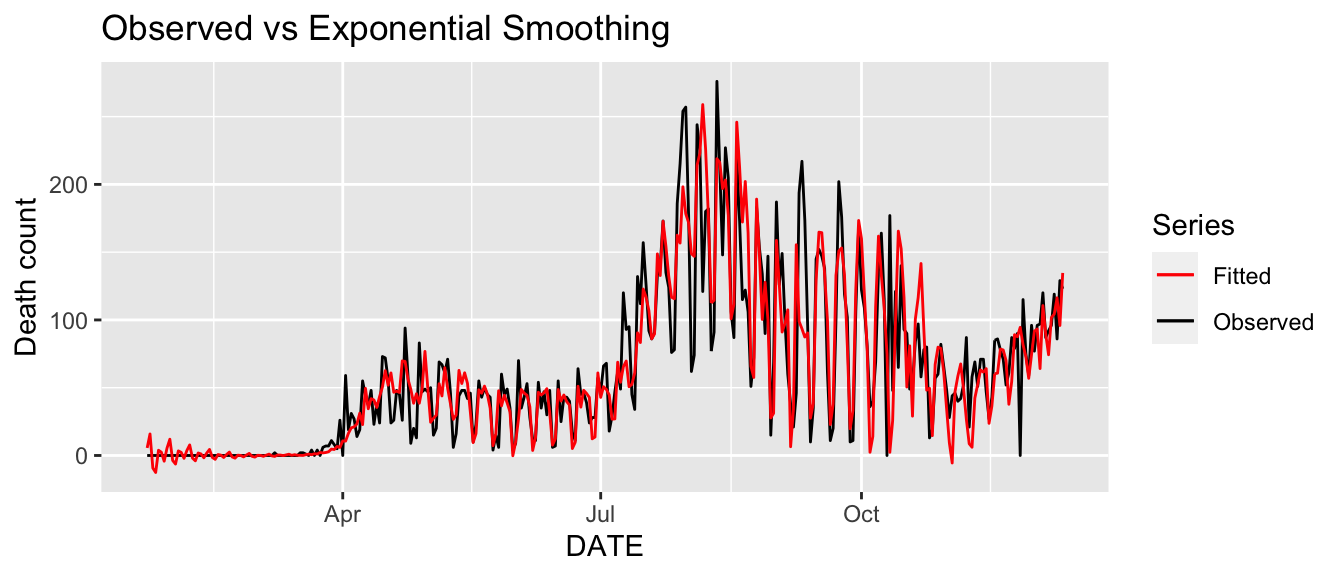 Observed vs Exponential Smoothing
Death count
200
100
0
Apr
Jul
Oct
DATE
Series
Fitted
Observed